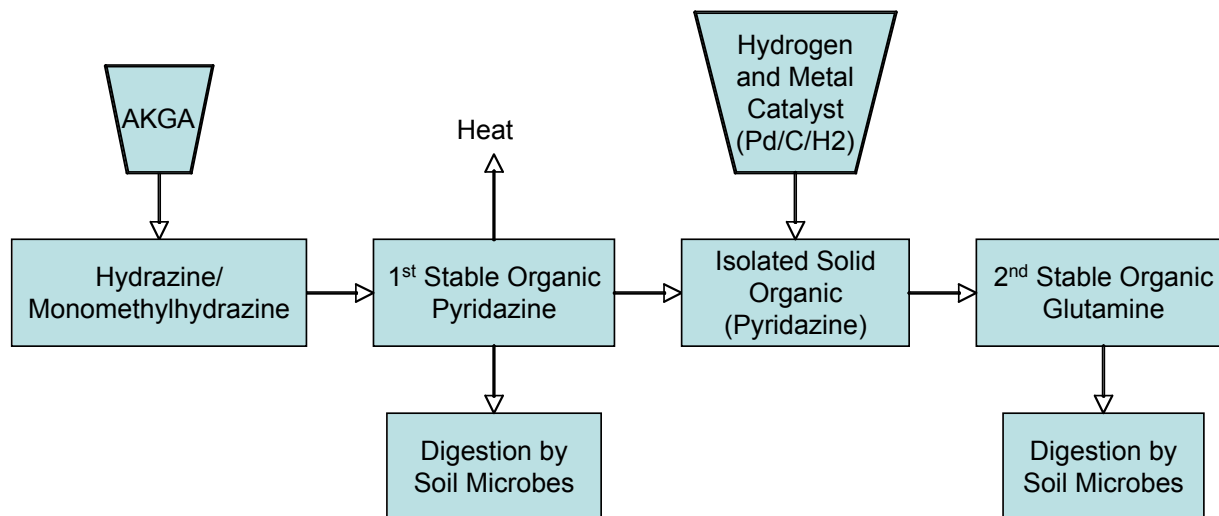 AKGA
Heat
Hydrogen
and Metal
Catalyst
(Pd/C/H2)
Hydrazine/
Monomethylhydrazine
1st Stable Organic
Pyridazine
Isolated Solid
Organic
(Pyridazine)
2nd Stable Organic
Glutamine
Digestion by
Soil Microbes
Digestion by
Soil Microbes